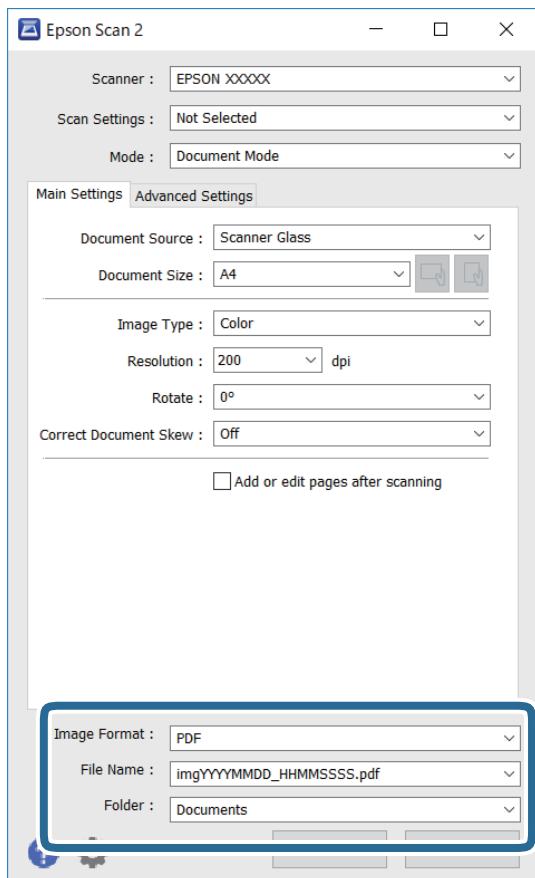 Epson Scan 2
Scanner : EPSON XXXXX
Scan Settings : Not Selected
Mode : Document Mode
Main Settings Advanced Settings
Document Source : Scanner Glass
Document Size : A4
Image Type : Color
Resolution : 200 dpi
Rotate : 0°
Correct Document Skew : Off
Add or edit pages after scanning
Image Format : PDF
File Name : imgYYYYMMDD_HHMMSSSS.pdf
Folder : Documents